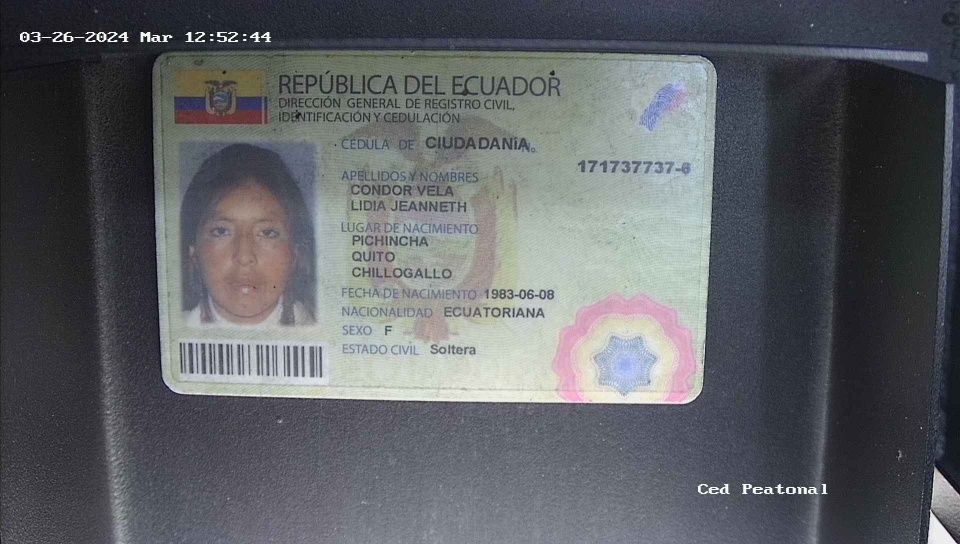 03-26-2024 Mar 12:52:44
REPÚBLICA DEL ECUADOR
DIRECCIÓN GENERAL DE REGISTRO CIVIL,
IDENTIFICACIÓN Y CEDULACIÓN
CÉDULA DE CIUDADANÍA No.
171737737-6
APELLIDOS Y NOMBRES
CONDOR VELA
LIDIA JEANNETH
LUGAR DE NACIMIENTO
PICHINCHA
QUITO
CHILLOGALLO
FECHA DE NACIMIENTO 1983-06-08
NACIONALIDAD ECUATORIANA
SEXO F
ESTADO CIVIL Soltera
Ced Peatonal